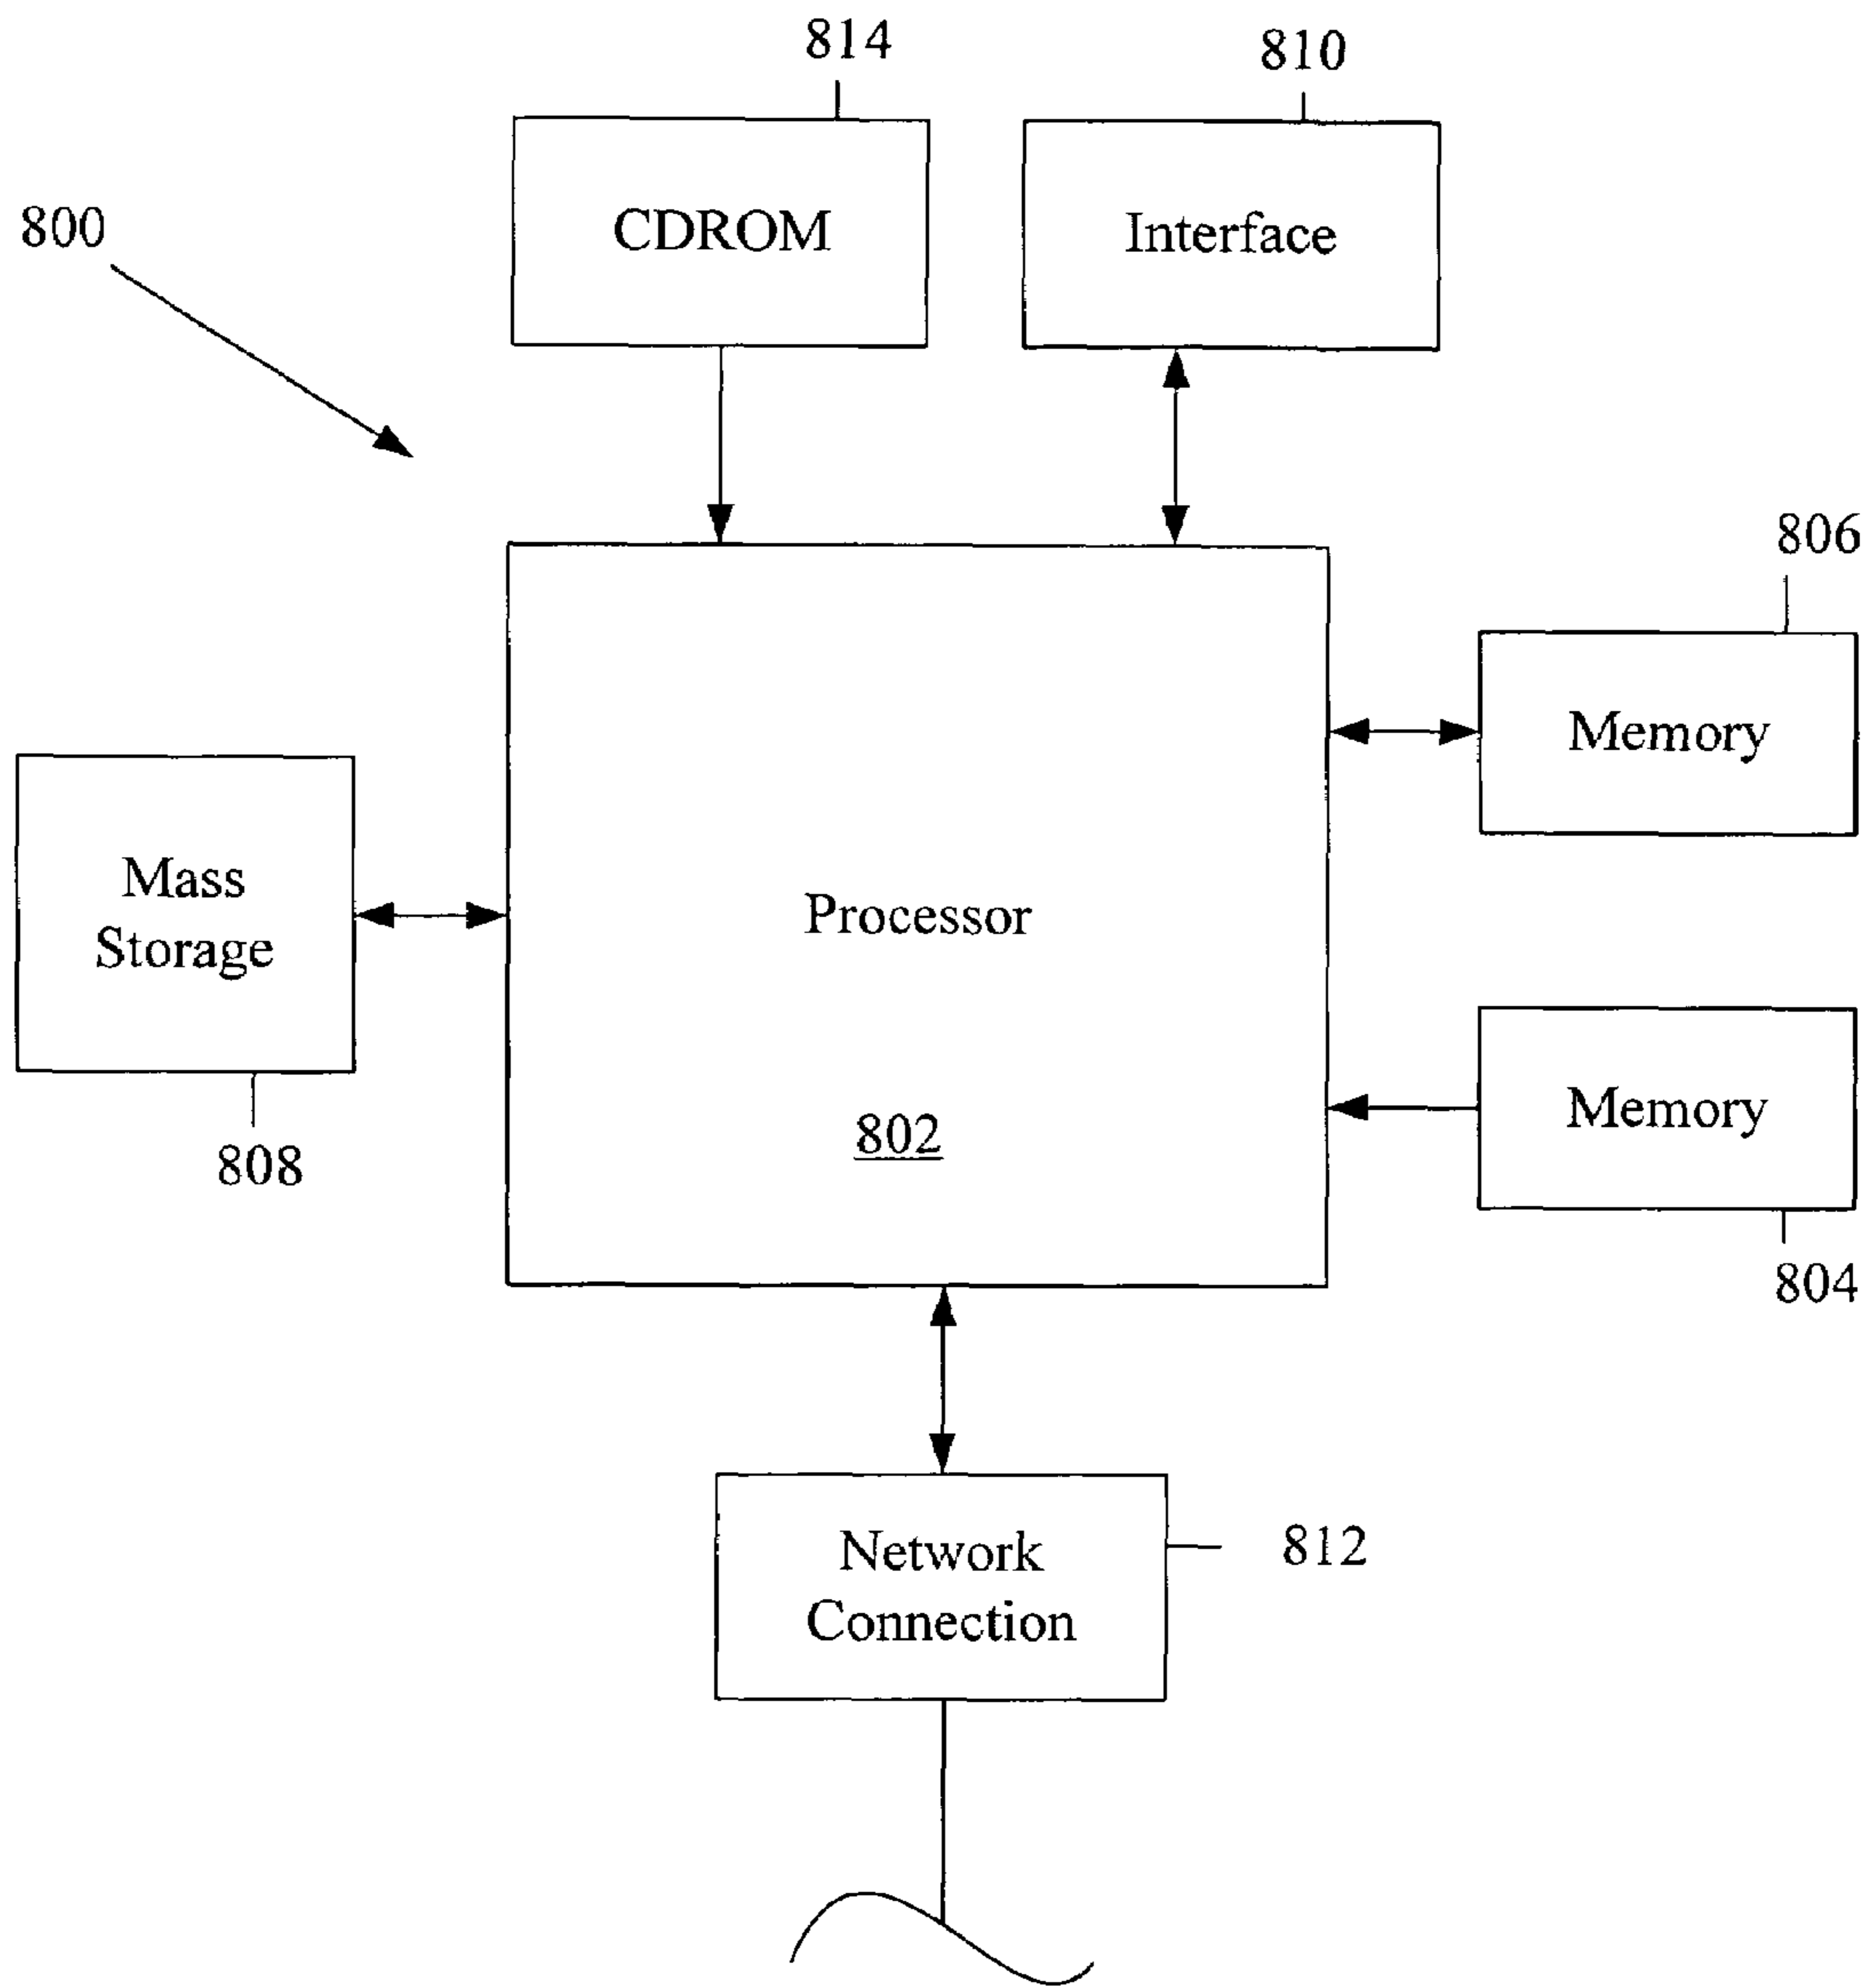 814
810
CDROM
Interface
800
806
Memory
Mass
Storage
Processor
802
808
Memory
804
Network
Connection
812